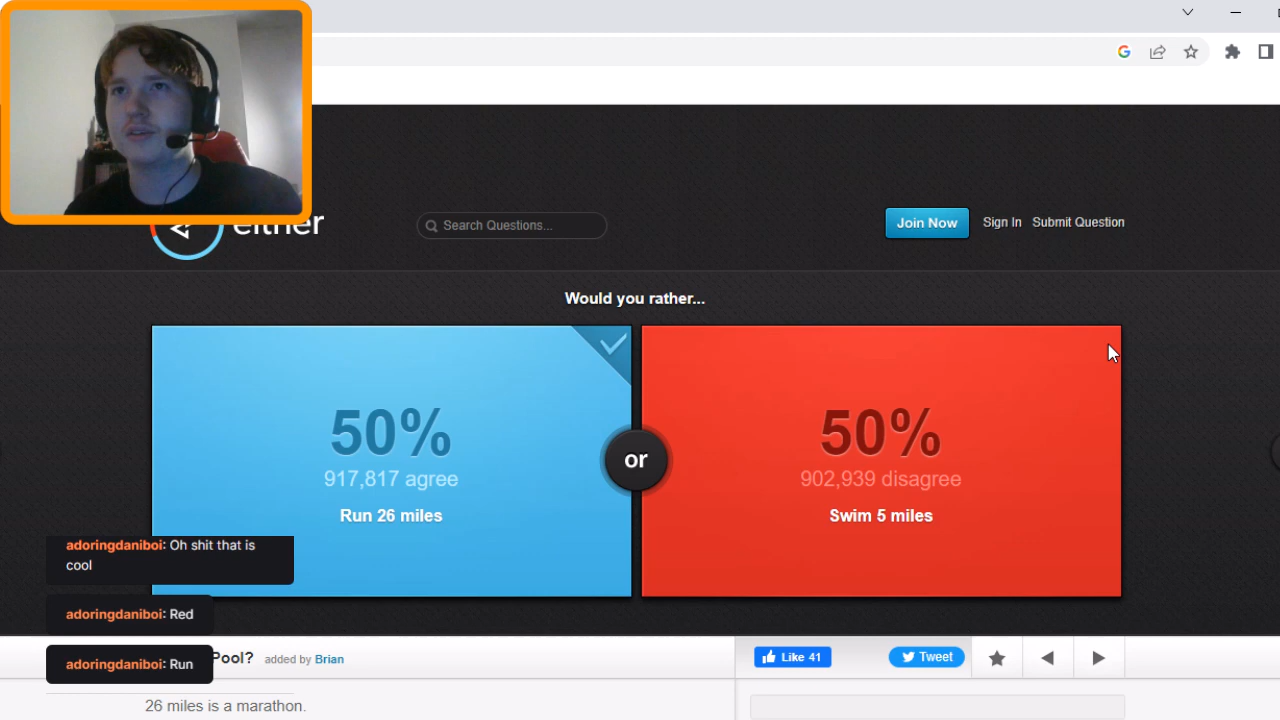 either
Search Questions...
Join Now
Sign In
Submit Question
Would you rather...
50%
917,817 agree
Run 26 miles
or
50%
902,939 disagree
Swim 5 miles
adoringdaniboi: Oh shit that is
cool
adoringdaniboi: Red
adoringdaniboi: Run
Pool? added by Brian
Like 41
Tweet
26 miles is a marathon.